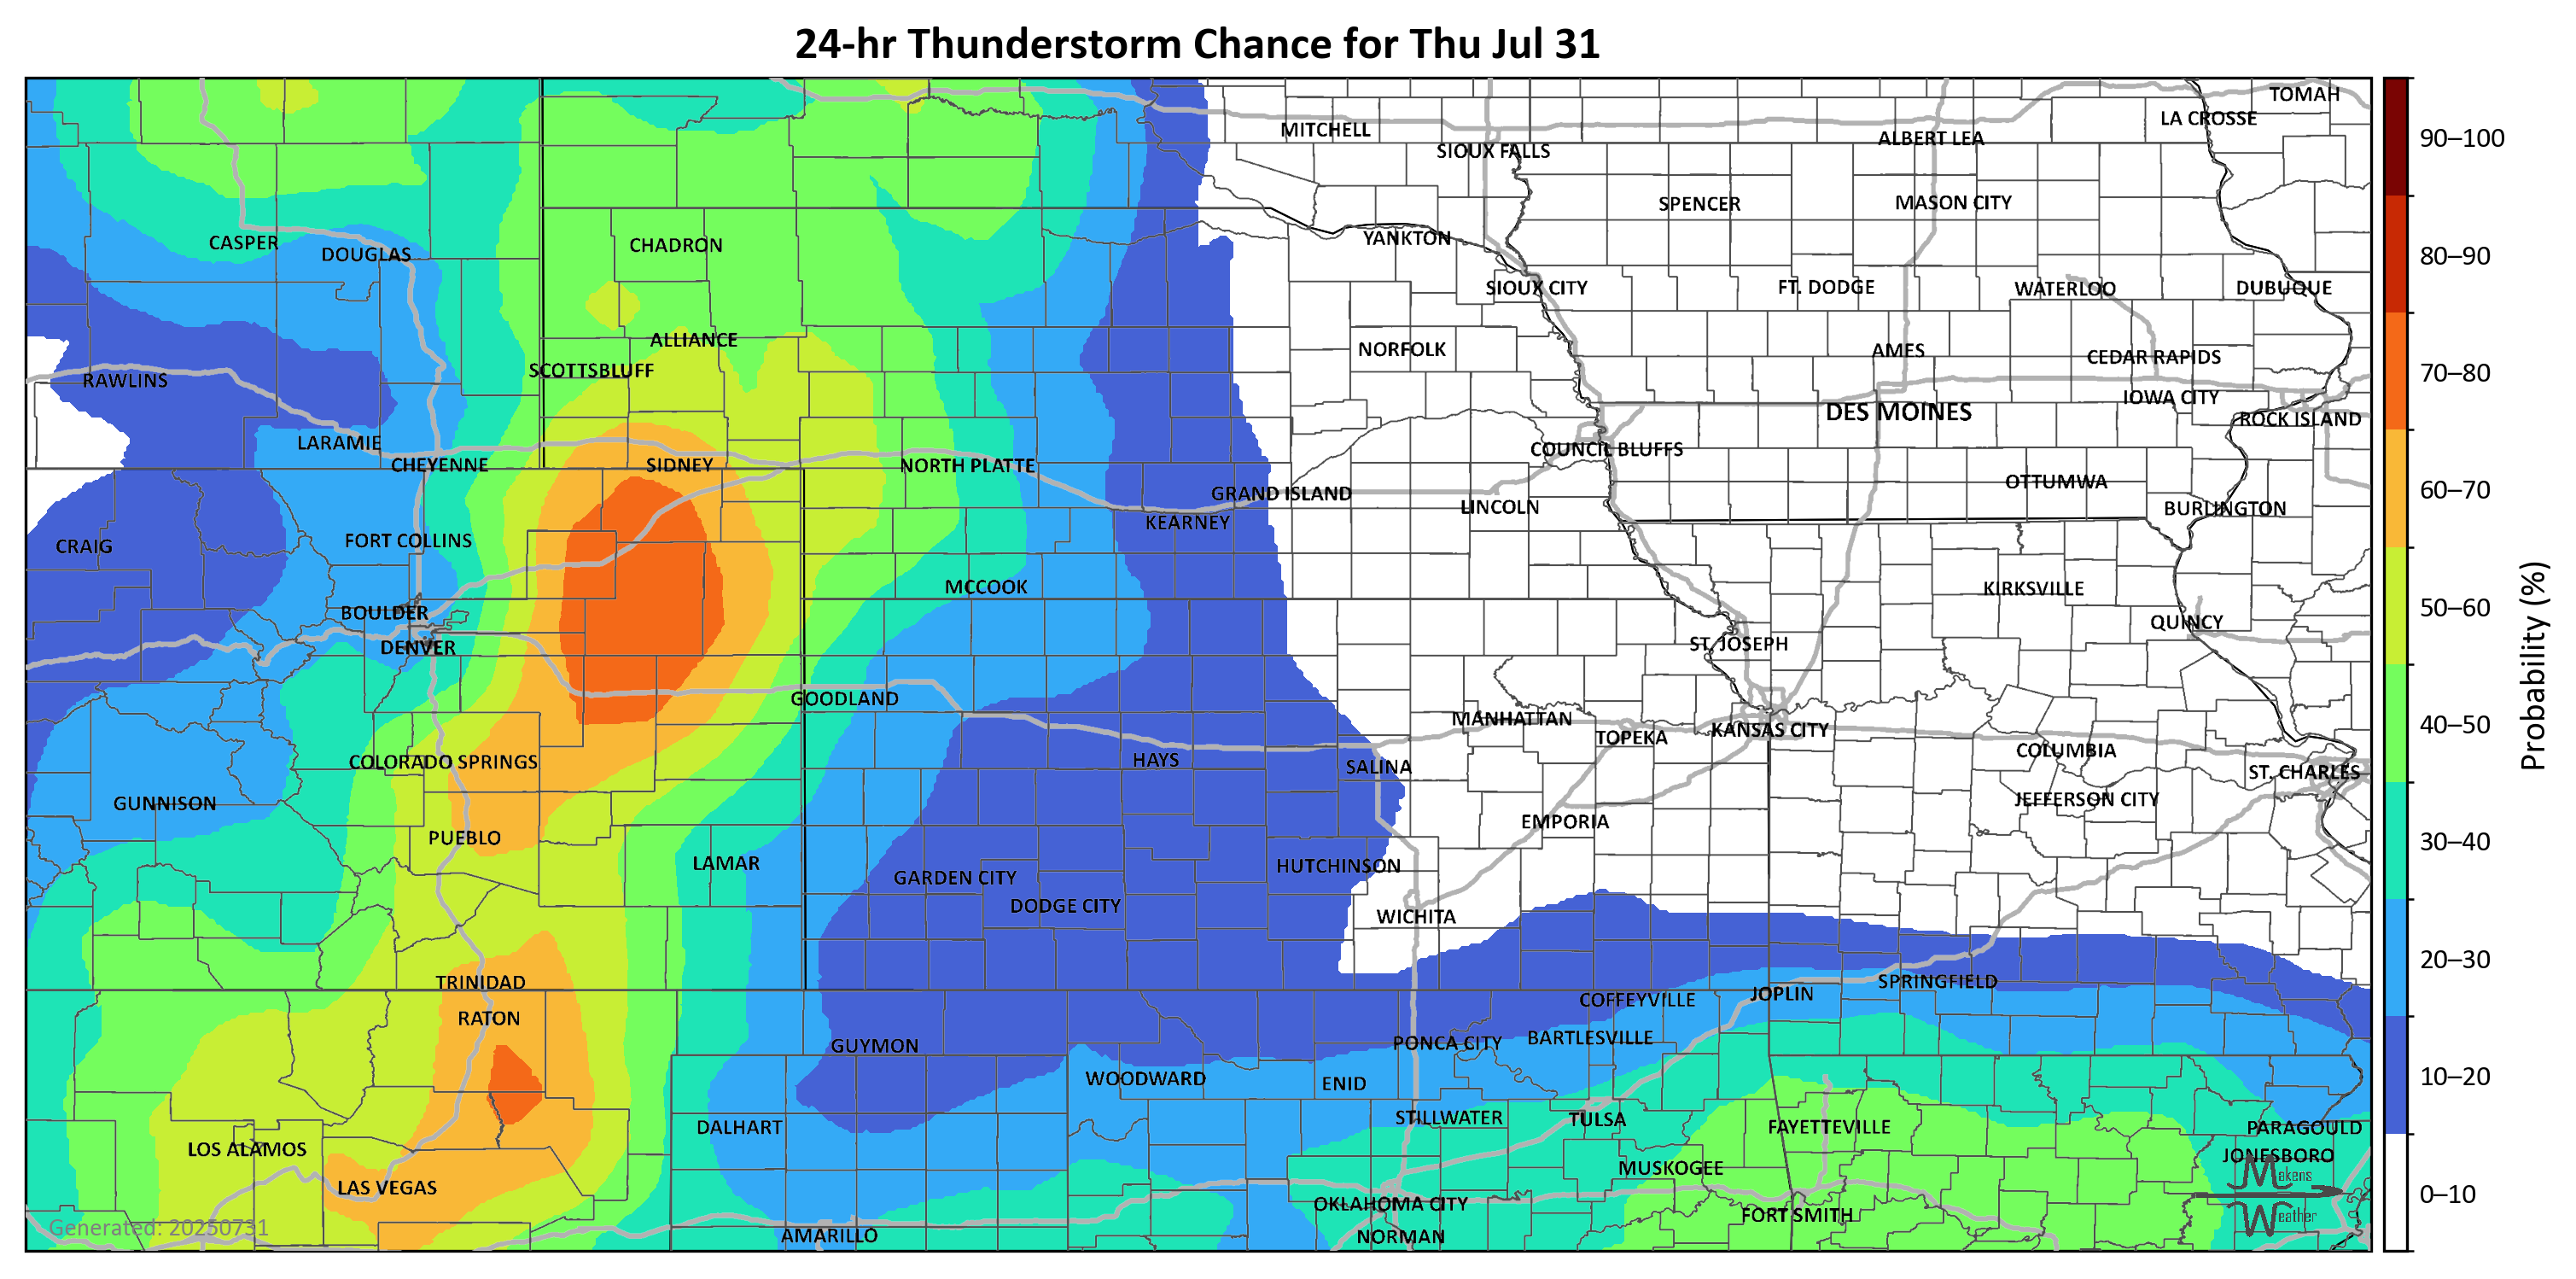 24-hr Thunderstorm Chance for Thu Jul 31
TOMAH
LA CROSSE
MITCHELL
ALBERT LEA
SIOUX FALLS
SPENCER
MASON CITY
CASPER
DOUGLAS
CHADRON
YANKTON
SIOUX CITY
FT. DODGE
WATERLOO
DUBUQUE
ALLIANCE
NORFOLK
AMES
CEDAR RAPIDS
SCOTTSBLUFF
RAWLINS
IOWA CITY
DES MOINES
ROCK ISLAND
LARAMIE
COUNCIL BLUFFS
CHEYENNE
SIDNEY
NORTH PLATTE
OTTUMWA
GRAND ISLAND
LINCOLN
BURLINGTON
KEARNEY
CRAIG
FORT COLLINS
MCCOOK
KIRKSVILLE
BOULDER
QUINCY
DENVER
ST. JOSEPH
GOODLAND
MANHATTAN
TOPEKA
KANSAS CITY
COLUMBIA
COLORADO SPRINGS
HAYS
SALINA
ST. CHARLES
GUNNISON
JEFFERSON CITY
EMPORIA
PUEBLO
LAMAR
HUTCHINSON
GARDEN CITY
DODGE CITY
WICHITA
TRINIDAD
SPRINGFIELD
JOPLIN
COFFEYVILLE
RATON
BARTLESVILLE
PONCA CITY
GUYMON
WOODWARD
ENID
STILLWATER
TULSA
DALHART
FAYETTEVILLE
PARAGOULD
LOS ALAMOS
JONESBORO
MUSKOGEE
LAS VEGAS
OKLAHOMA CITY
FORT SMITH
AMARILLO
NORMAN
Generated: 20250731
Makens
Weather
90–100
80–90
70–80
60–70
50–60
40–50
30–40
20–30
10–20
0–10
Probability (%)